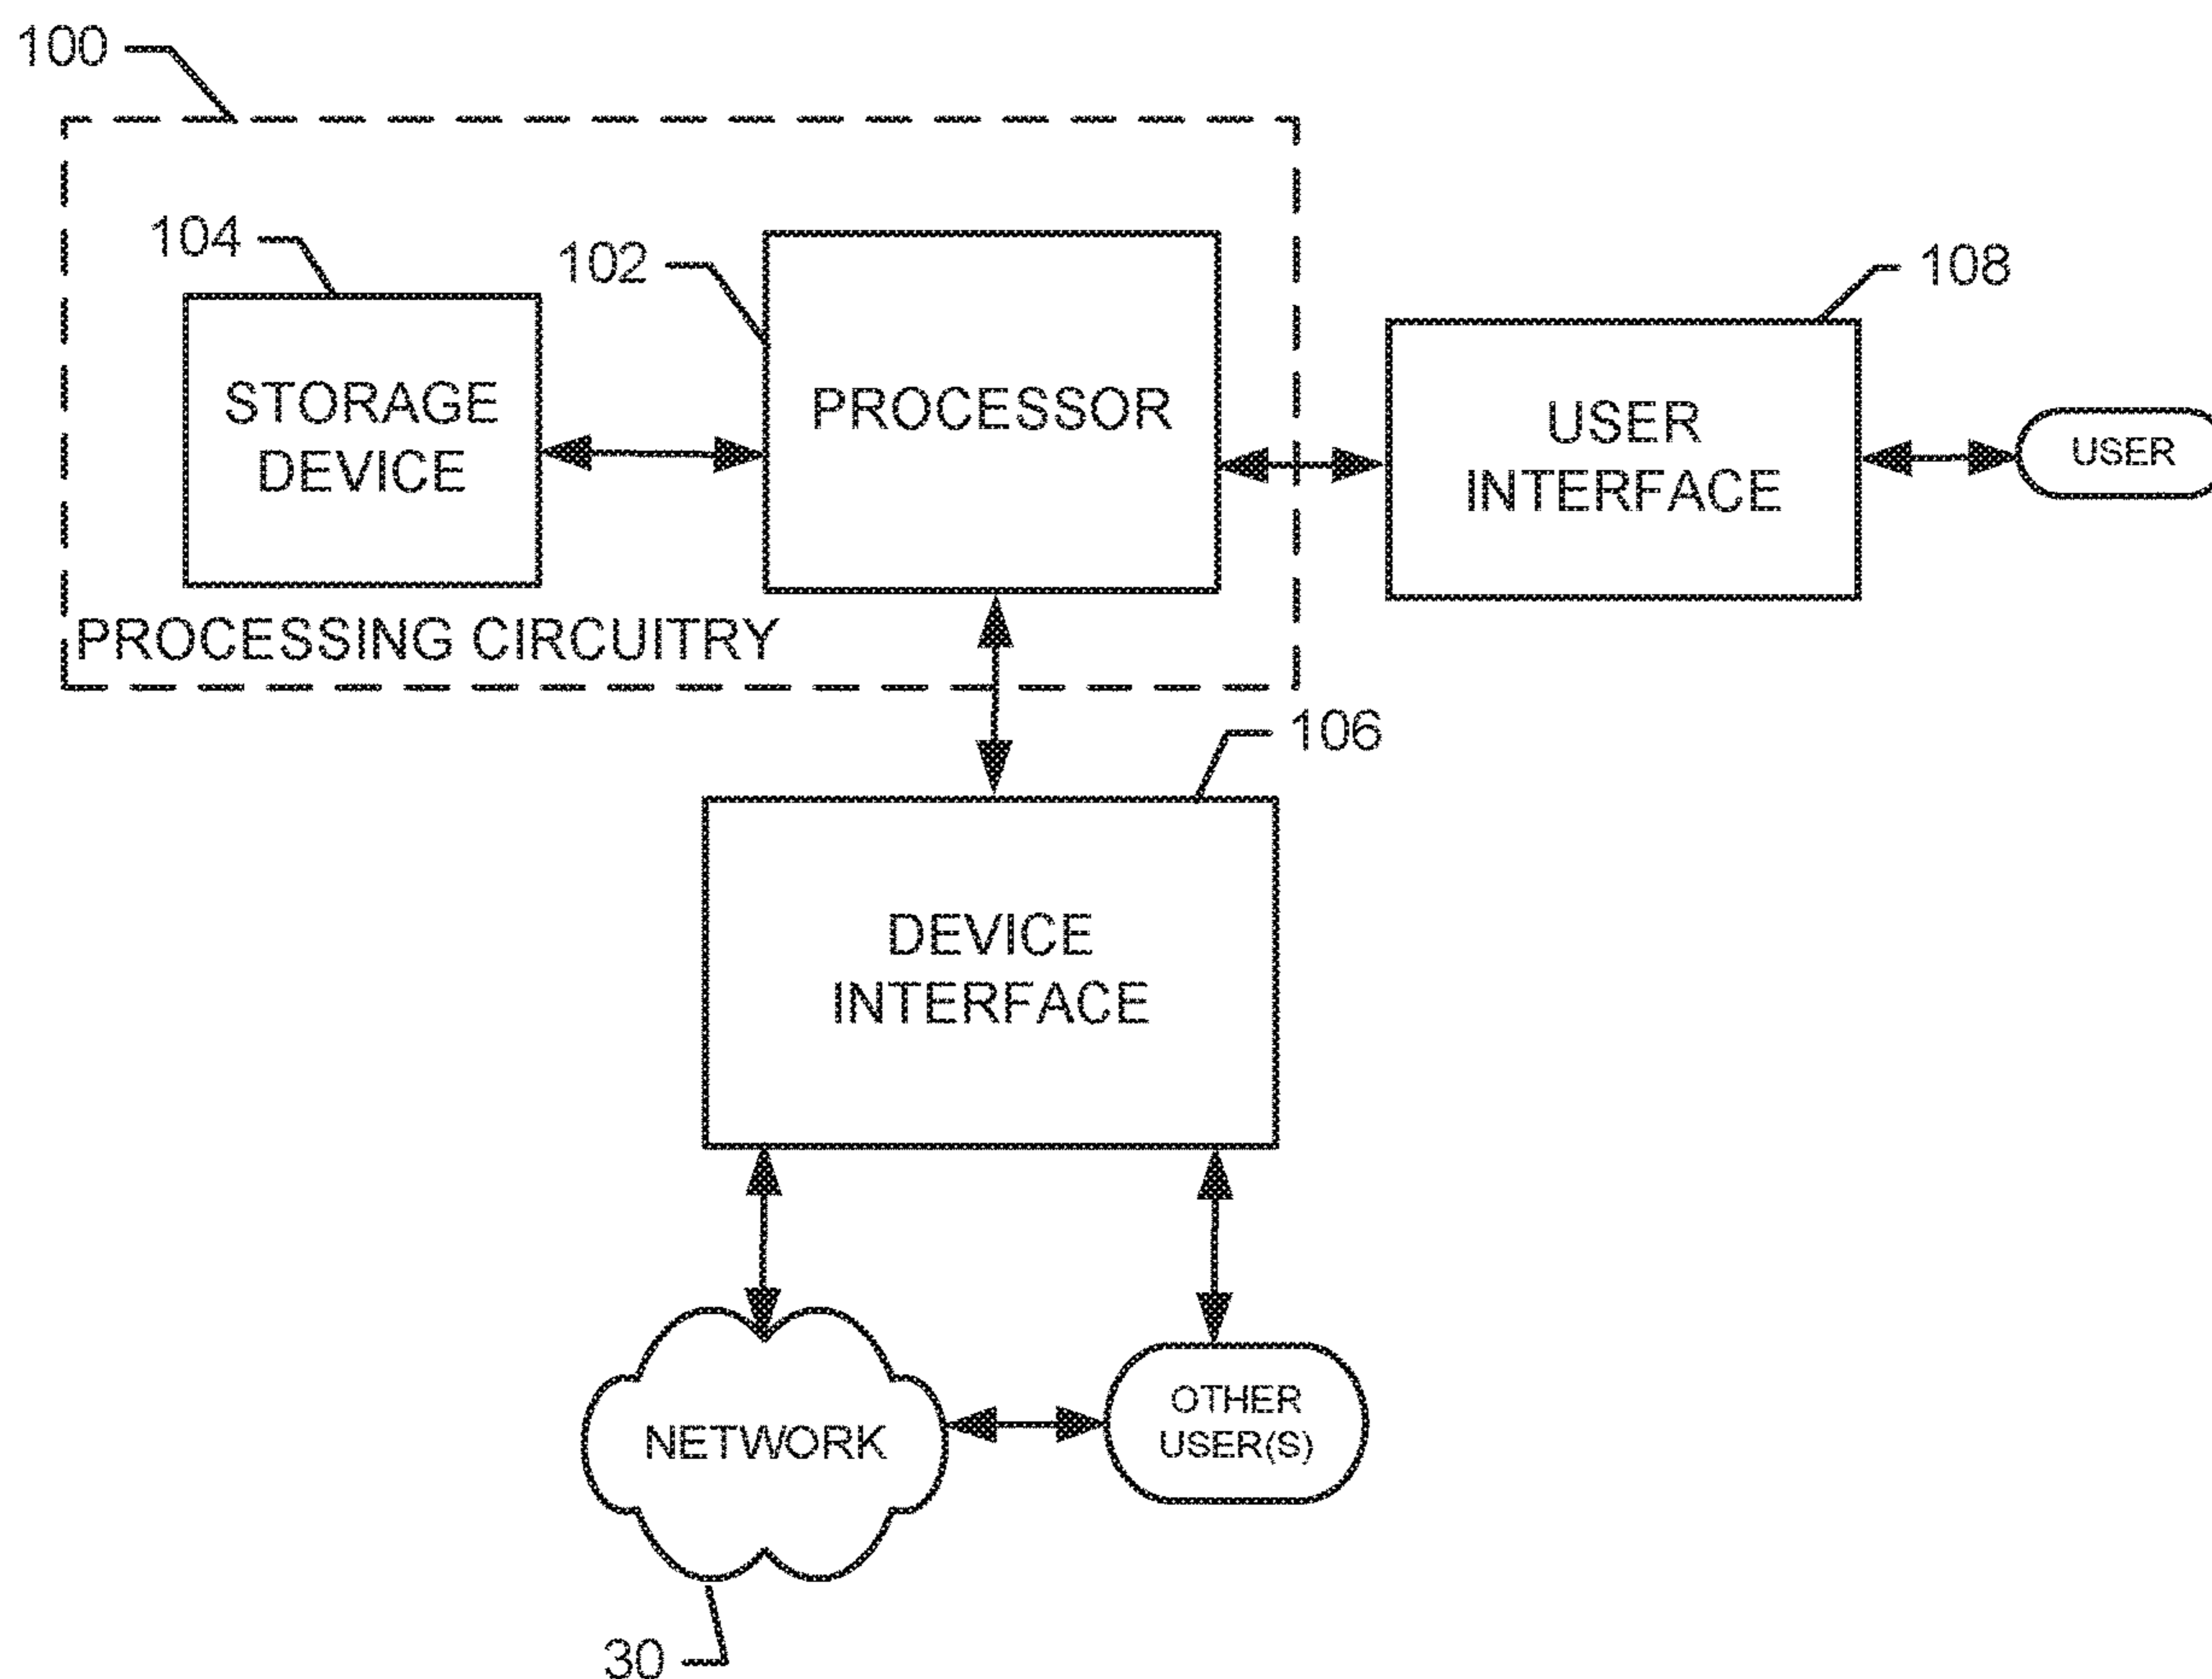 100
104
102
108
STORAGE
DEVICE
PROCESSOR
USER
INTERFACE
USER
PROCESSING CIRCUITRY
106
DEVICE
INTERFACE
NETWORK
OTHER
USER(S)
30